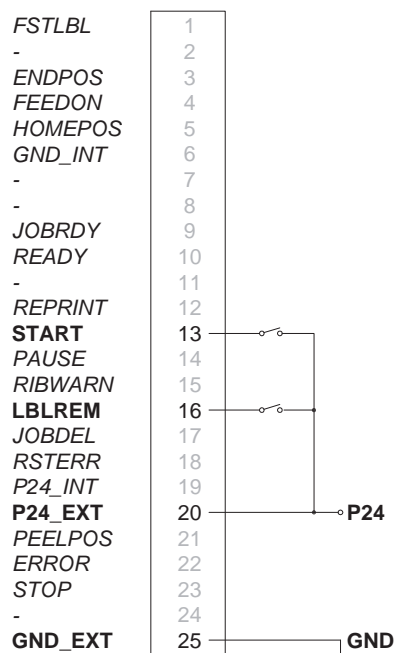 FSTLBL 1
- 2
ENDPOS 3
FEEDON 4
HOMEPOS 5
GND_INT 6
- 7
- 8
JOBRDY 9
READY 10
- 11
REPRINT 12
START 13
PAUSE 14
RIBWARN 15
LBLREM 16
JOBDEL 17
RSTERR 18
P24_INT 19
P24_EXT 20 P24
PEELPOS 21
ERROR 22
STOP 23
- 24
GND_EXT 25 GND